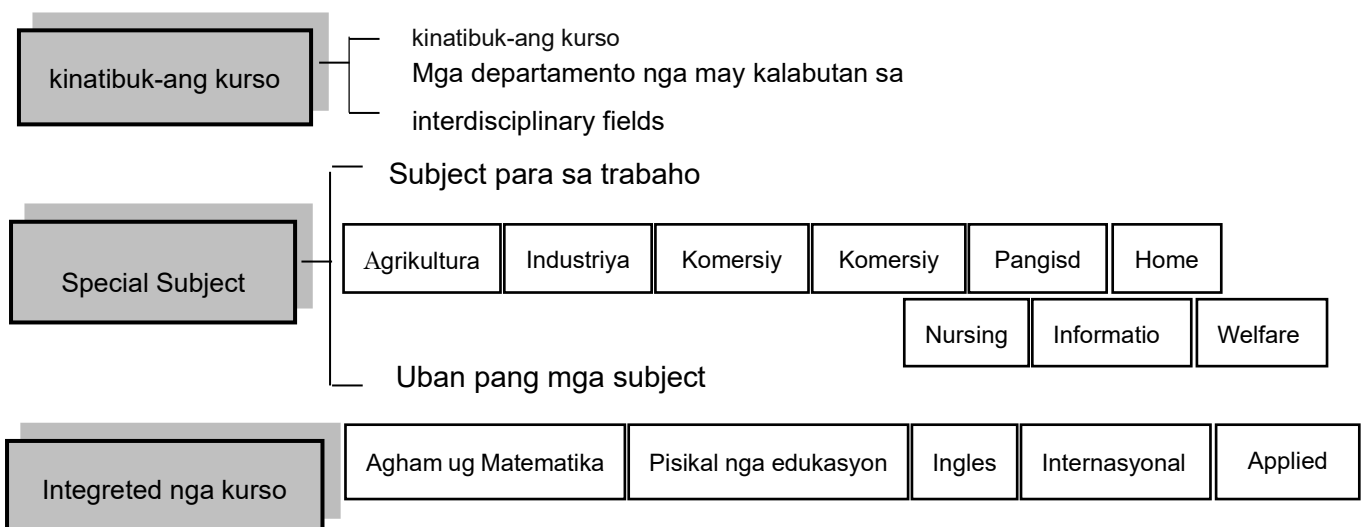 kinatibuk-ang kurso
kinatibuk-ang kurso
Mga departamento nga may kalabutan sa
interdisciplinary fields
Special Subject
Subject para sa trabaho
Agrikultura Industriya Komersiy Komersiy Pangisd Home
Nursing Informatio Welfare
Uban pang mga subject
Agham ug Matematika Pisikal nga edukasyon Ingles Internasyonal Applied
Integreted nga kurso